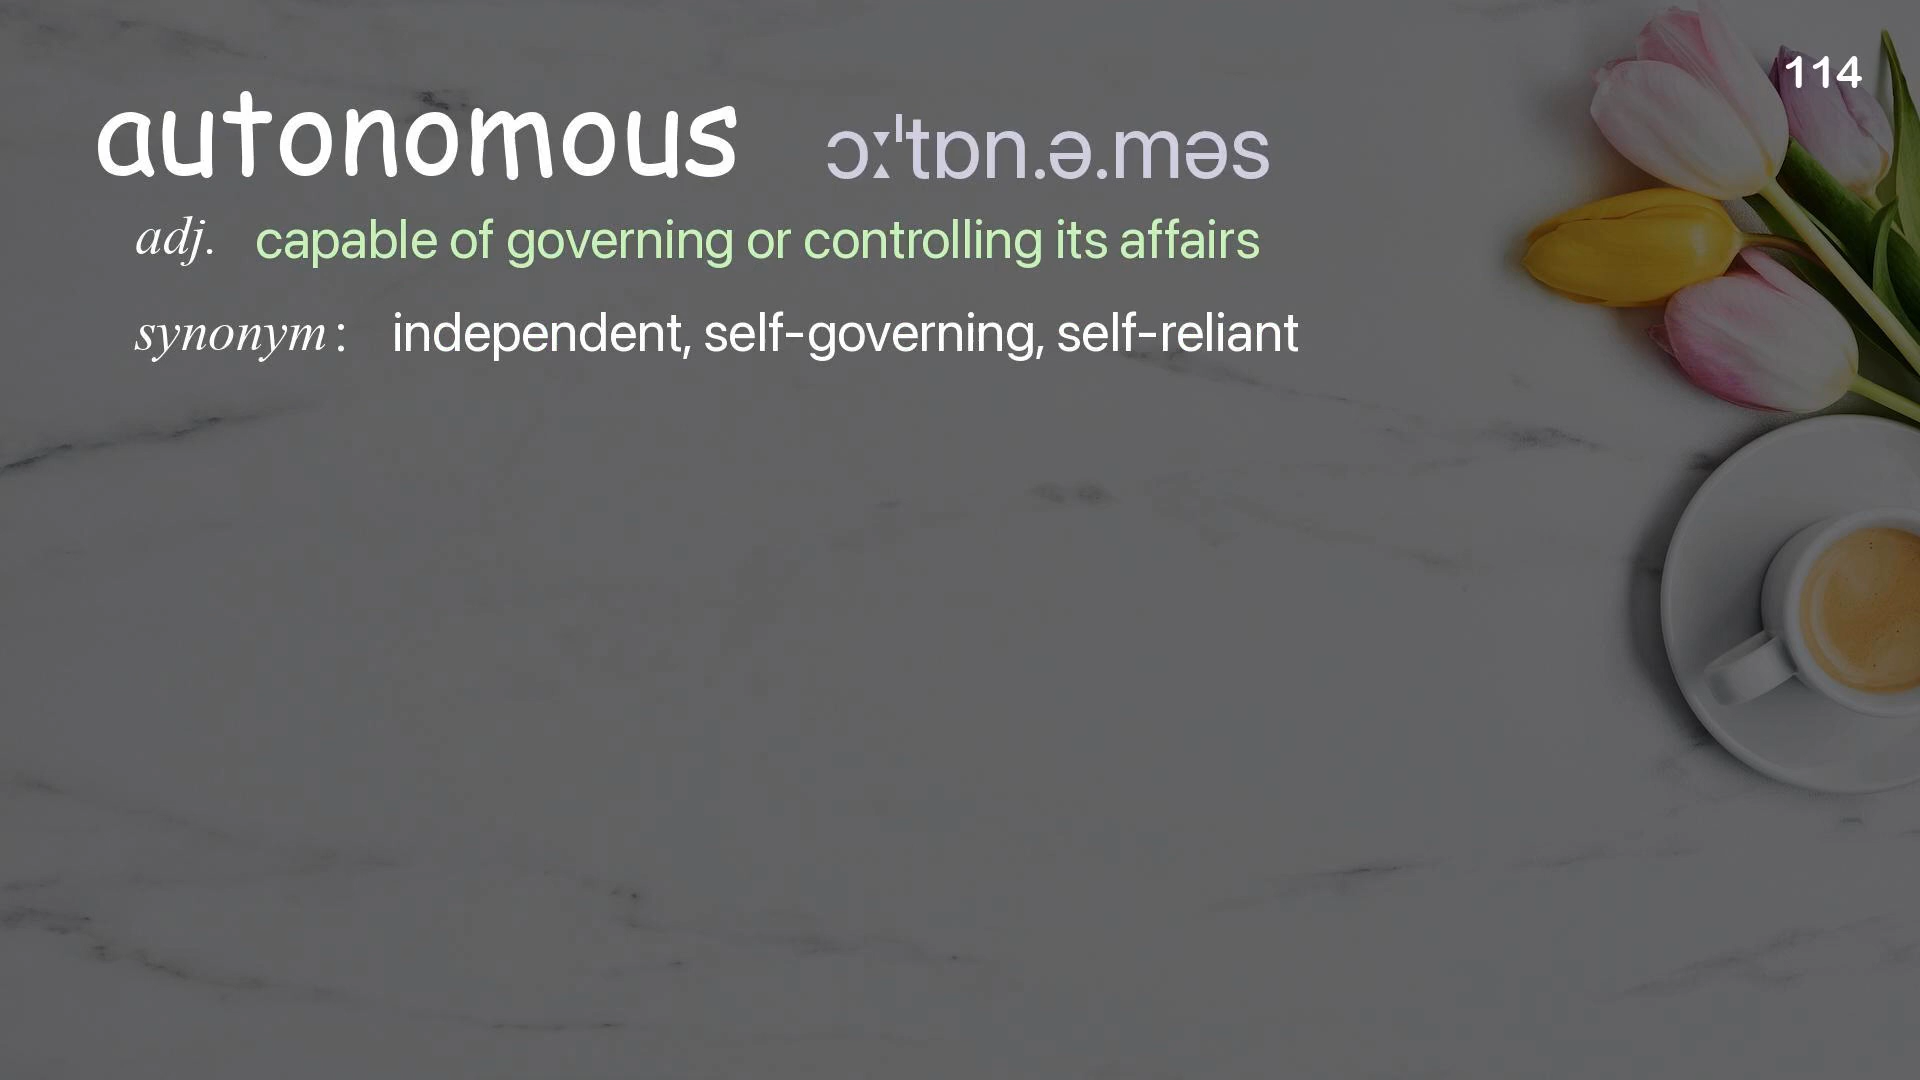 114
autonomous ɔːˈtɒn.ə.məs
adj. capable of governing or controlling its affairs
synonym: independent, self-governing, self-reliant